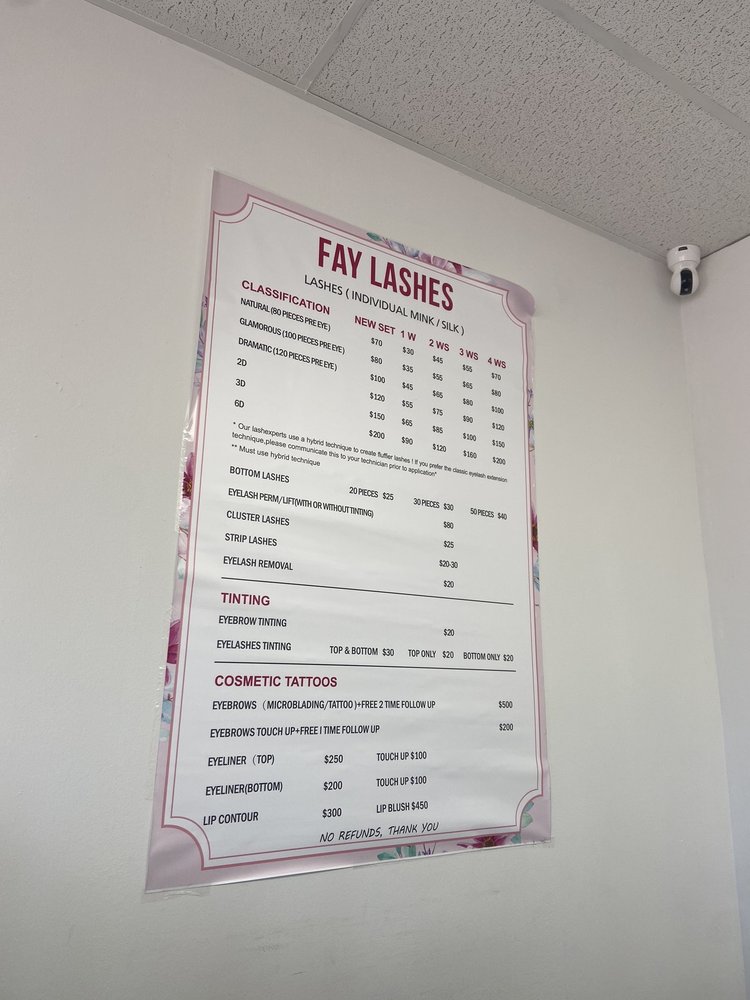 FAY LASHES
LASHES ( INDIVIDUAL MINK / SILK )
CLASSIFICATION NEW SET 1 W 2 WS 3 WS 4 WS
NATURAL (80 PIECES PRE EYE) $70 $30 $45 $55 $70
GLAMOROUS (100 PIECES PRE EYE) $80 $35 $55 $65 $80
DRAMATIC (120 PIECES PRE EYE) $100 $45 $65 $80 $100
2D $120 $55 $75 $90 $120
3D $150 $65 $85 $100 $150
6D $200 $90 $120 $160 $200
* Our lashexperts use a hybrid technique to create fluffier lashes ! If you prefer the classic eyelash extension
technique,please communicate this to your technician prior to application*
** Must use hybrid technique
BOTTOM LASHES 20 PIECES $25 30 PIECES $30 50 PIECES $40
EYELASH PERM/LIFT(WITH OR WITHOUT TINTING) $80
CLUSTER LASHES $25
STRIP LASHES $20-30
EYELASH REMOVAL $20
TINTING
EYEBROW TINTING $20
EYELASHES TINTING TOP & BOTTOM $30 TOP ONLY $20 BOTTOM ONLY $20
COSMETIC TATTOOS
EYEBROWS ( MICROBLADING/TATTOO )+FREE 2 TIME FOLLOW UP $500
EYEBROWS TOUCH UP+FREE I TIME FOLLOW UP $200
EYELINER (TOP) $250 TOUCH UP $100
EYELINER(BOTTOM) $200 TOUCH UP $100
LIP CONTOUR $300 LIP BLUSH $450
NO REFUNDS, THANK YOU